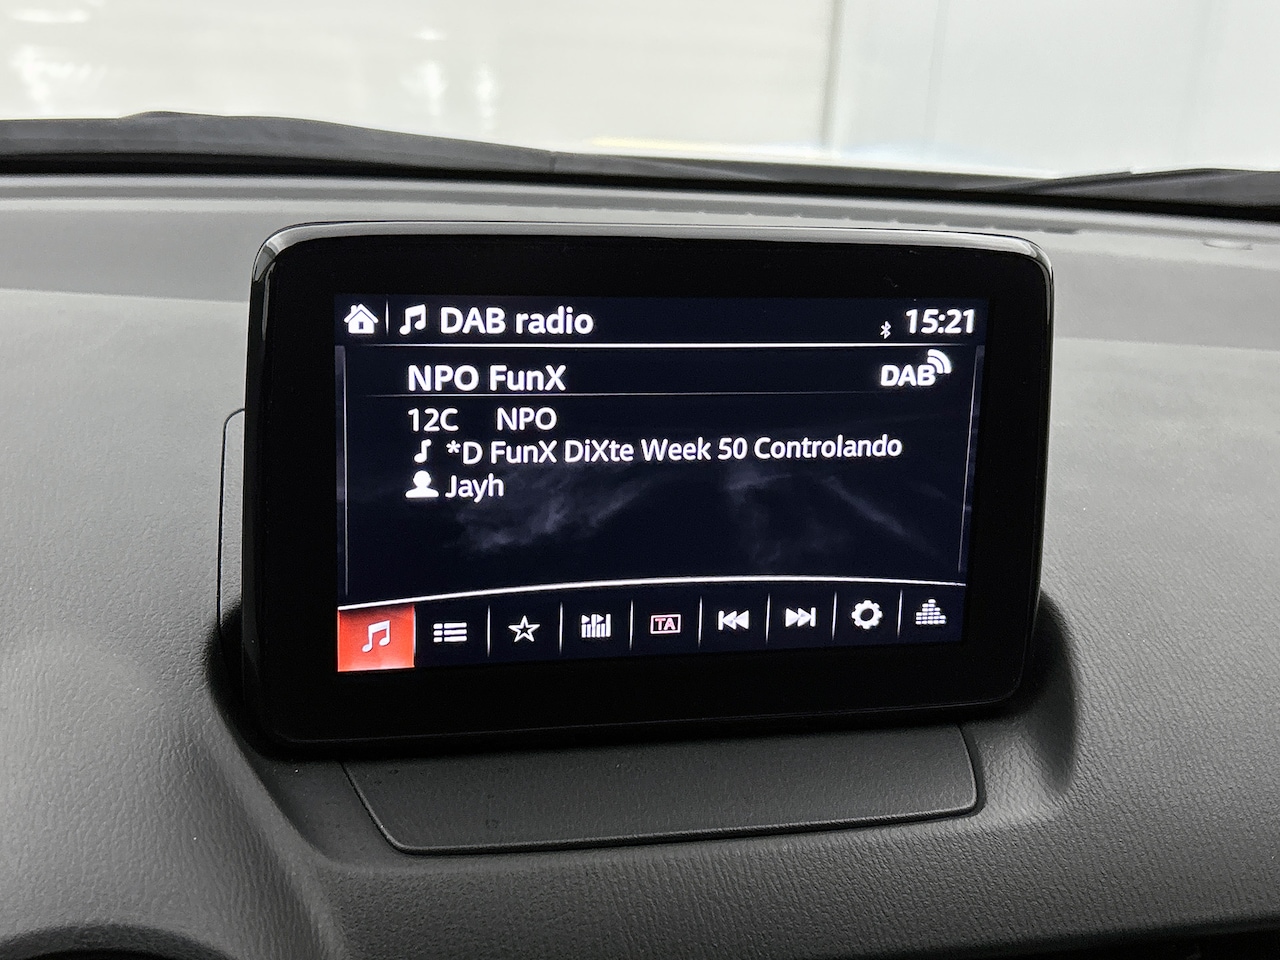 DAB radio 15:21
NPO FunX DAB
12C NPO
*D FunX DiXte Week 50 Controlando
Jayh
TA